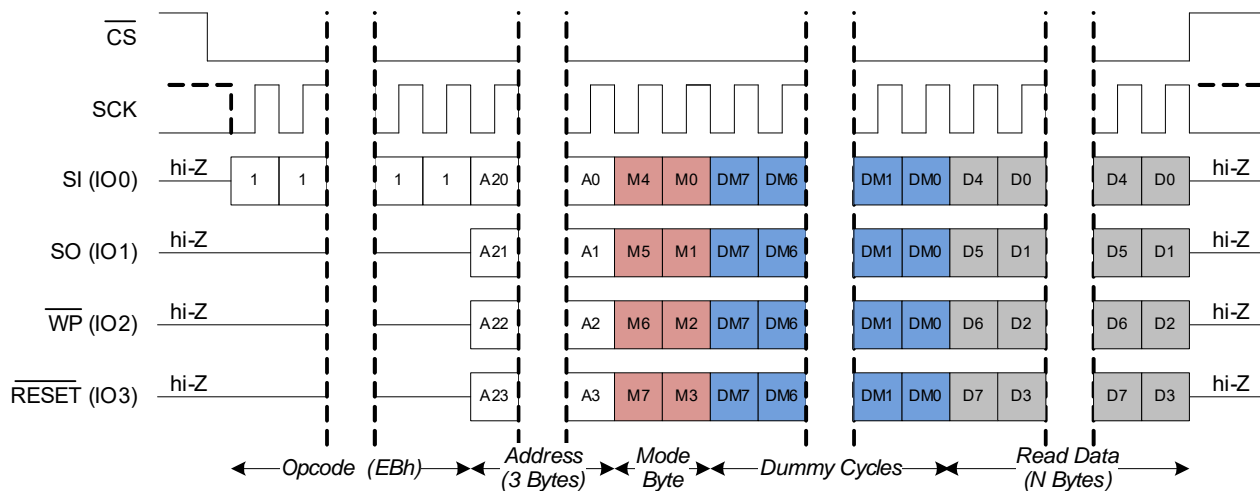 CS
SCK
SI (IO0) hi-Z 1 1 1 1 A20 A0 M4 M0 DM7 DM6 DM1 DM0 D4 D0 D4 D0 hi-Z
SO (IO1) hi-Z A21 A1 M5 M1 DM7 DM6 DM1 DM0 D5 D1 D5 D1 hi-Z
WP (IO2) hi-Z A22 A2 M6 M2 DM7 DM6 DM1 DM0 D6 D2 D6 D2 hi-Z
RESET (IO3) hi-Z A23 A3 M7 M3 DM7 DM6 DM1 DM0 D7 D3 D7 D3 hi-Z
Opcode (EBh) Address Mode Dummy Cycles Read Data
(3 Bytes) Byte (N Bytes)